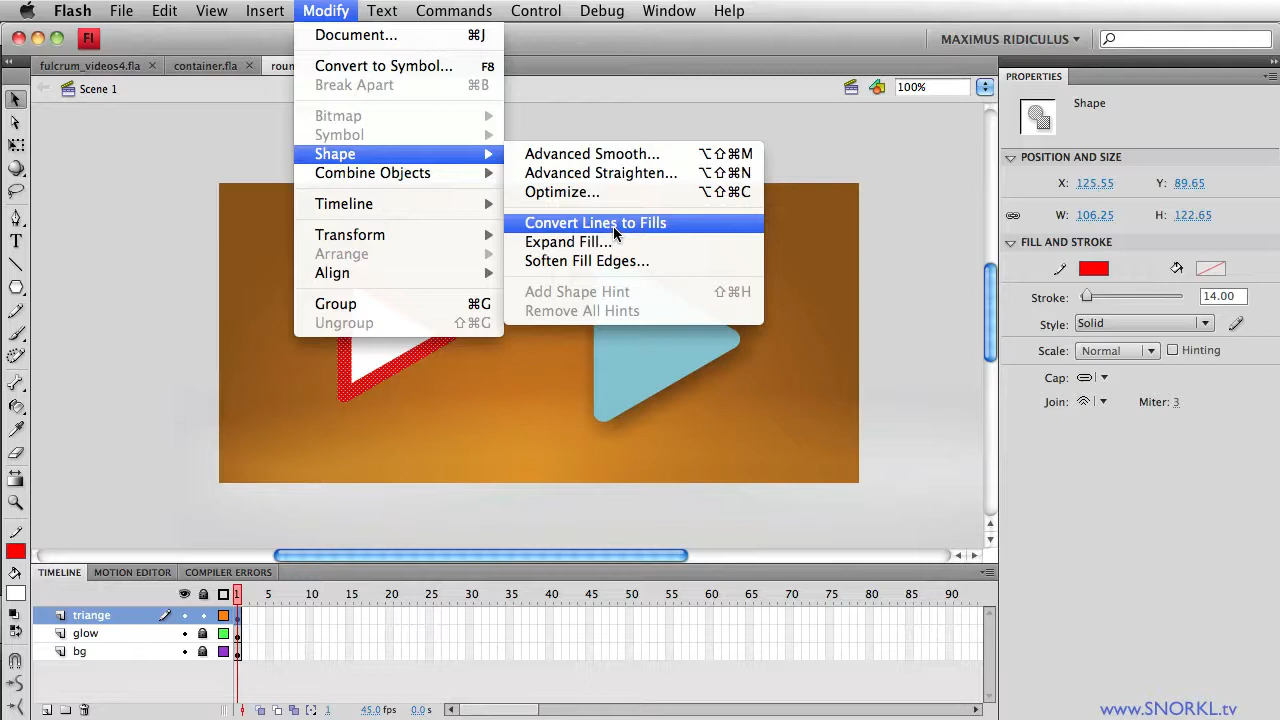 Flash File Edit View Insert Modify Text Commands Control Debug Window Help
Fl MAXIMUS RIDICULUS
fulcrum_videos4.fla × container.fla × roun
Scene 1 100%
Document... ⌘J
Convert to Symbol... F8
Break Apart ⌘B
Bitmap
Symbol
Shape
Combine Objects
Timeline
Transform
Arrange
Align
Group ⌘G
Ungroup ⇧⌘G
Advanced Smooth... ⌥⇧⌘M
Advanced Straighten... ⌥⇧⌘N
Optimize... ⌥⇧⌘C
Convert Lines to Fills
Expand Fill...
Soften Fill Edges...
Add Shape Hint ⇧⌘H
Remove All Hints
PROPERTIES
Shape
POSITION AND SIZE
X: 125.55 Y: 89.65
W: 106.25 H: 122.65
FILL AND STROKE
Stroke: 14.00
Style: Solid
Scale: Normal Hinting
Cap:
Join: Miter: 3
TIMELINE MOTION EDITOR COMPILER ERRORS
1 5 10 15 20 25 30 35 40 45 50 55 60 65 70 75 80 85 90
triange
glow
bg
1 45.0 fps 0.0 s
www.SNORKL.tv